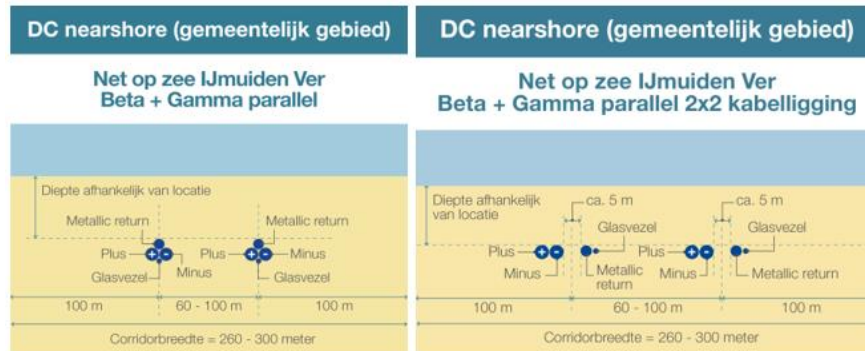 DC nearshore (gemeentelijk gebied)
Net op zee IJmuiden Ver
Beta + Gamma parallel
Diepte afhankelijk van locatie
Metallic return
Metallic return
Plus
+
-
Plus
+
-
Minus
Minus
Glasvezel
Glasvezel
100 m
60 - 100 m
100 m
Corridorbreedte = 260 - 300 meter
DC nearshore (gemeentelijk gebied)
Net op zee IJmuiden Ver
Beta + Gamma parallel 2x2 kabelligging
Diepte afhankelijk
van locatie
ca. 5 m
ca. 5 m
Glasvezel
Glasvezel
Plus
+
-
Plus
+
-
Minus
Metallic
return
Minus
Metallic return
100 m
60 - 100 m
100 m
Corridorbreedte = 260 - 300 meter